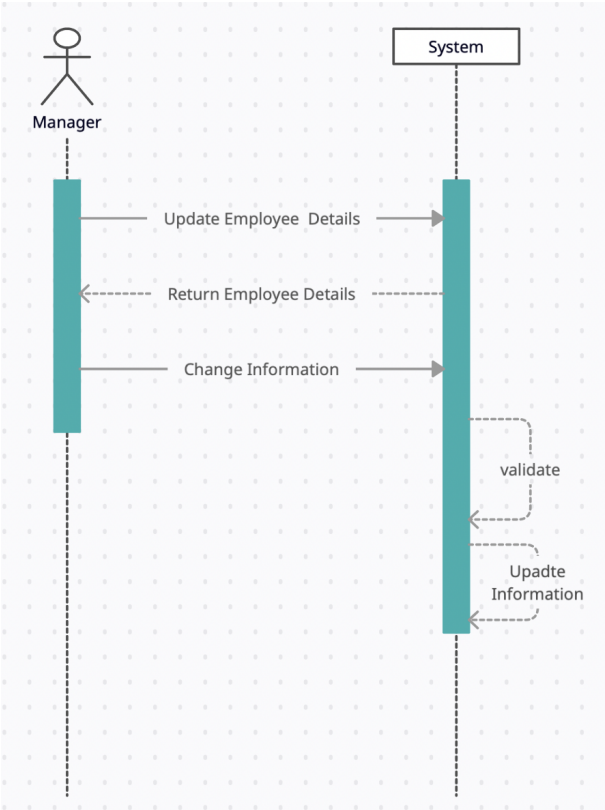 System
Manager
Update Employee Details
Return Employee Details
Change Information
validate
Upadte
Information